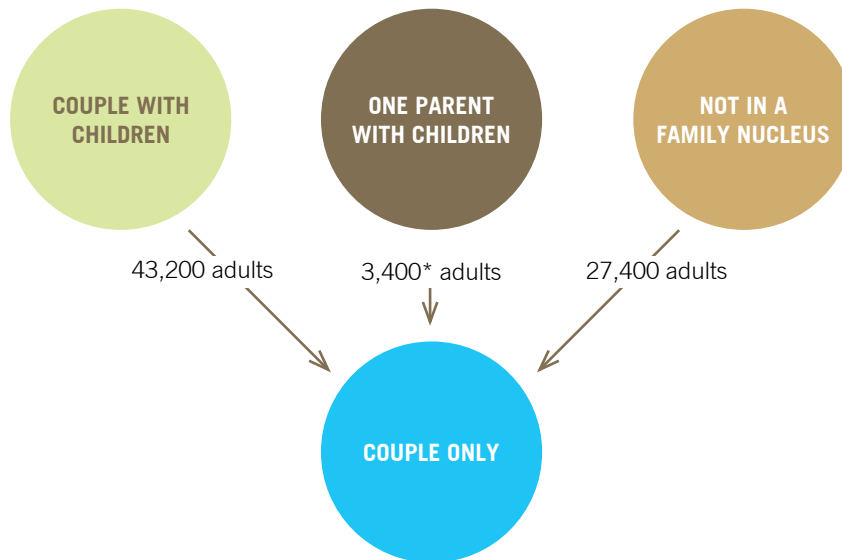 COUPLE WITH
CHILDREN
ONE PARENT
WITH CHILDREN
NOT IN A
FAMILY NUCLEUS
43,200 adults
3,400* adults
27,400 adults
COUPLE ONLY